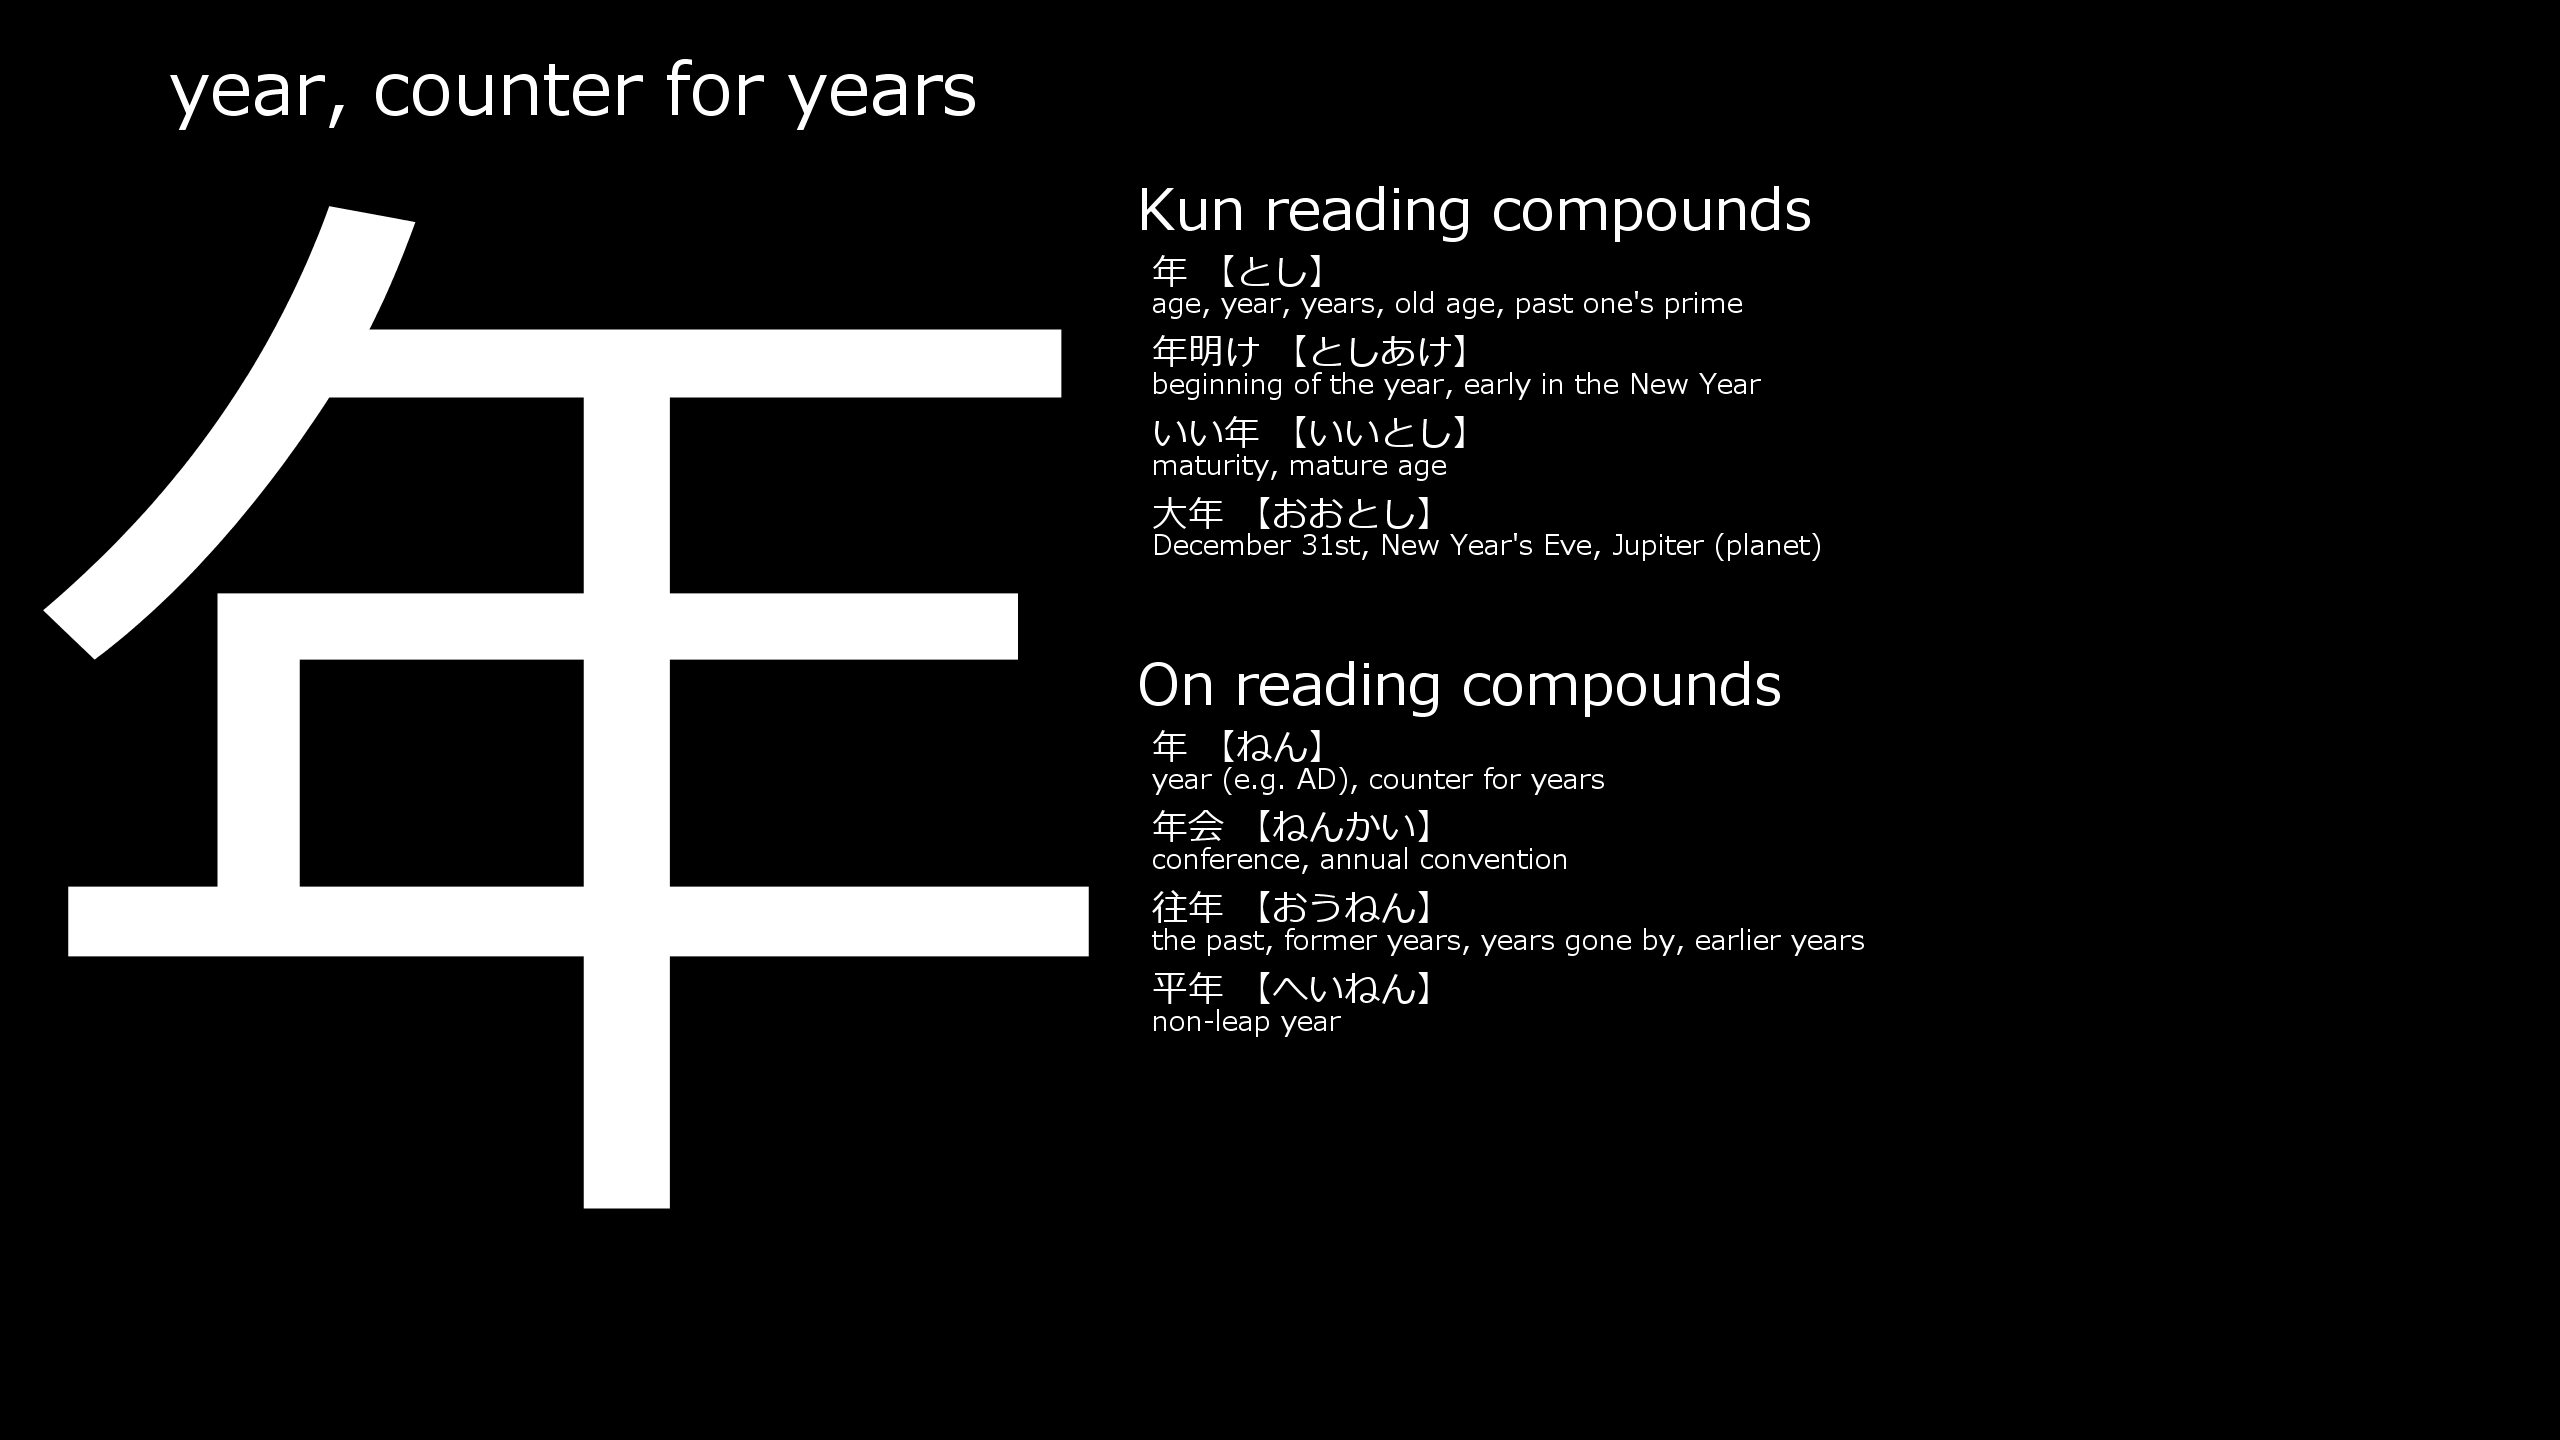 year, counter for years
年
Kun reading compounds
年 【とし】
age, year, years, old age, past one's prime
年明け 【としあけ】
beginning of the year, early in the New Year
いい年 【いいとし】
maturity, mature age
大年 【おおとし】
December 31st, New Year's Eve, Jupiter (planet)
On reading compounds
年 【ねん】
year (e.g. AD), counter for years
年会 【ねんかい】
conference, annual convention
往年 【おうねん】
the past, former years, years gone by, earlier years
平年 【へいねん】
non-leap year